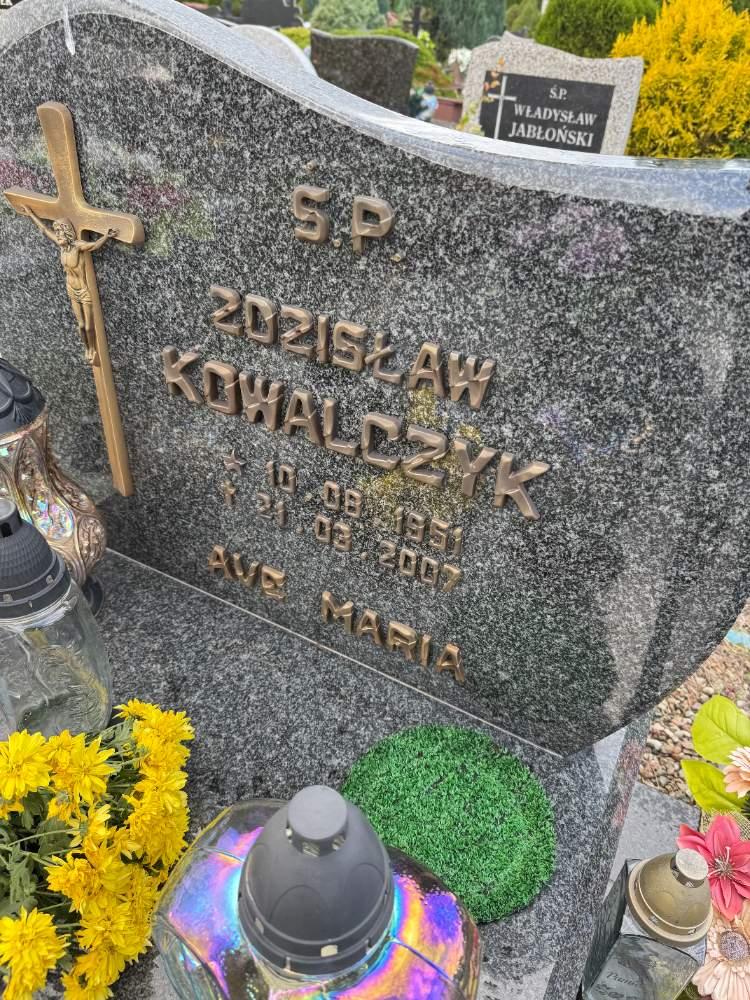 Ś.P.
WŁADYSŁAW
JABŁOŃSKI
Ś.P.
ZDZISŁAW
KOWALCZYK
* 10.08.1951
† 21.03.2007
AVE MARIA